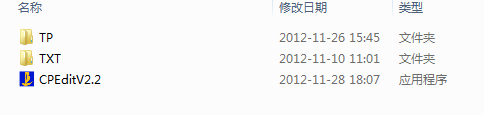 名称 修改日期 类型
TP 2012-11-26 15:45 文件夹
TXT 2012-11-10 11:01 文件夹
CPEditV2.2 2012-11-28 18:07 应用程序